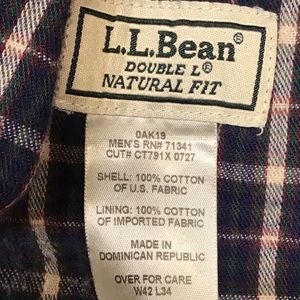 L.L.Bean®
DOUBLE L®
NATURAL FIT
0AK19
MEN'S RN# 71341
CUT# CT791X 0727
SHELL: 100% COTTON
OF U.S. FABRIC
LINING: 100% COTTON
OF IMPORTED FABRIC
MADE IN
DOMINICAN REPUBLIC
OVER FOR CARE
W42 L34